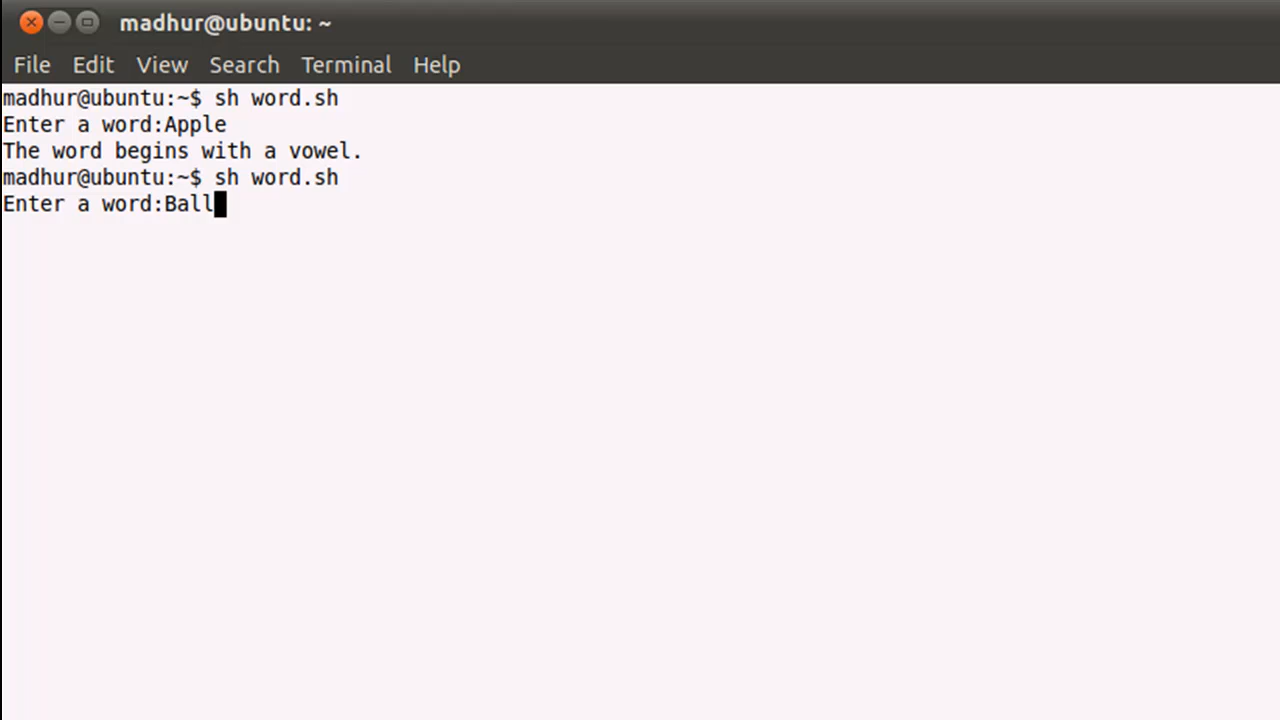 madhur@ubuntu: ~
File Edit View Search Terminal Help
madhur@ubuntu:~$ sh word.sh
Enter a word:Apple
The word begins with a vowel.
madhur@ubuntu:~$ sh word.sh
Enter a word:Ball